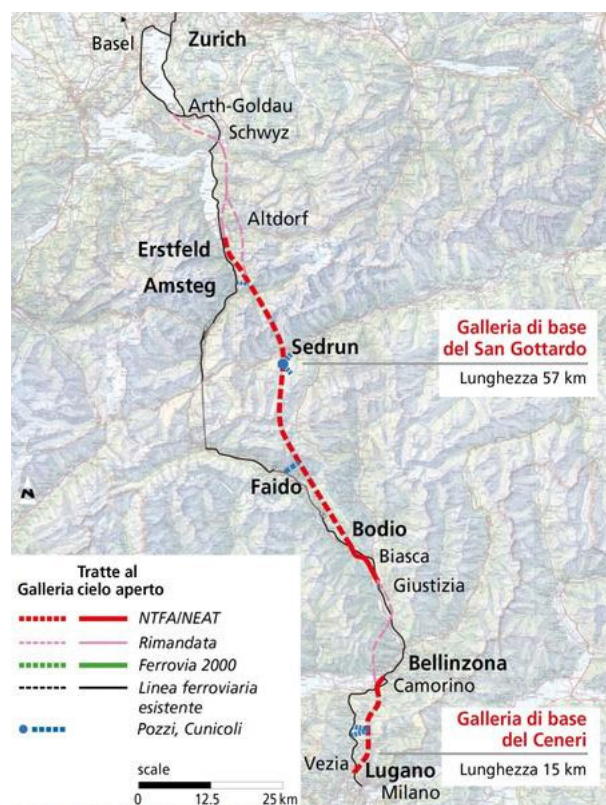 Basel
Zurich
Arth-Goldau
Schwyz
Altdorf
Erstfeld
Amsteg
Sedrun
Galleria di base
del San Gottardo
Lunghezza 57 km
Faido
Bodio
Biasca
Giustizia
Bellinzona
Camorino
Galleria di base
del Ceneri
Vezia
Lugano
Lunghezza 15 km
Milano
N
Tratte al
Galleria cielo aperto
NTFA/NEAT
Rimandata
Ferrovia 2000
Linea ferroviaria
esistente
Pozzi, Cunicoli
scale
0 12.5 25 km